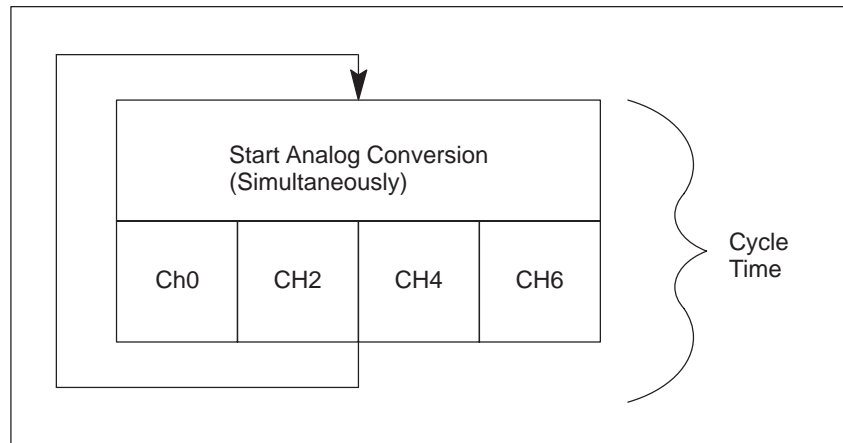 Start Analog Conversion
(Simultaneously)
Ch0
CH2
CH4
CH6
Cycle
Time